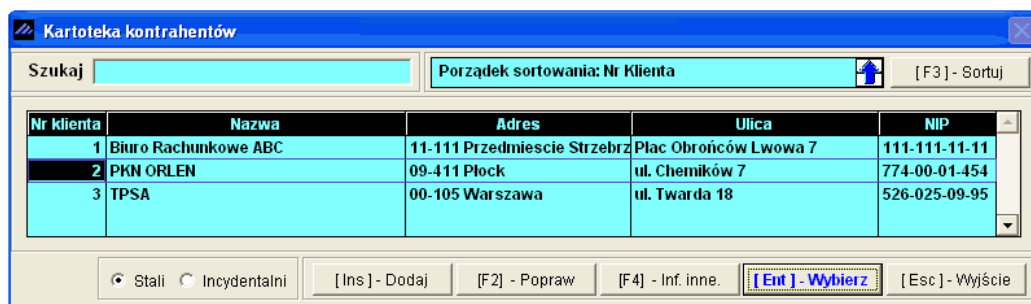 Kartoteka kontrahentów
Szukaj Porządek sortowania: Nr Klienta [ F3 ] - Sortuj
Nr klienta Nazwa Adres Ulica NIP
1 Biuro Rachunkowe ABC 11-111 Przedmiescie Strzebrz Plac Obrońców Lwowa 7 111-111-11-11
2 PKN ORLEN 09-411 Płock ul. Chemików 7 774-00-01-454
3 TPSA 00-105 Warszawa ul. Twarda 18 526-025-09-95
Stali Incydentalni [ Ins ] - Dodaj [F2] - Popraw [F4] - Inf. inne. [ Ent ] - Wybierz [ Esc ] - Wyjście